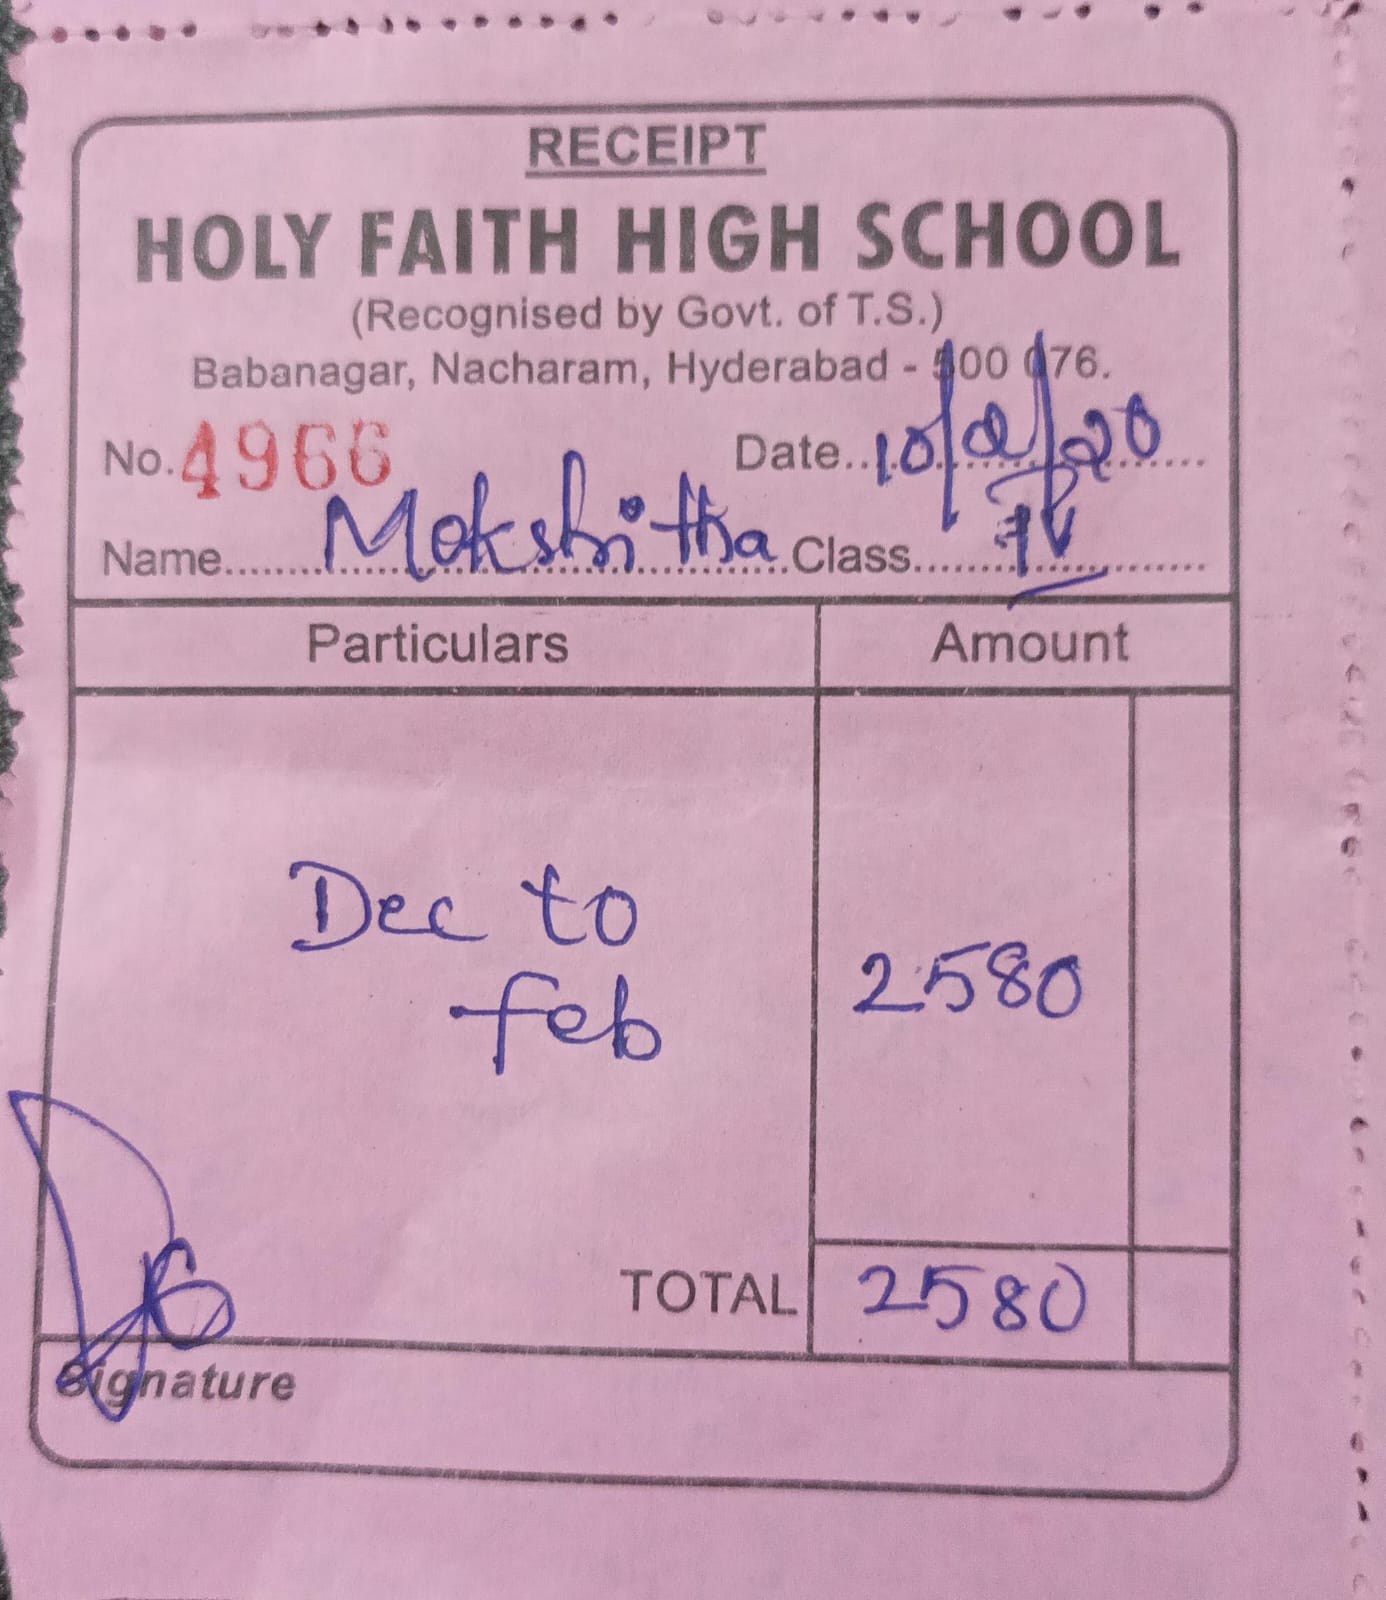 RECEIPT
HOLY FAITH HIGH SCHOOL
(Recognised by Govt. of T.S.)
Babanagar, Nacharam, Hyderabad - 500 076.
No. 4966 Date.. 10/2/20
Name.... Mokshitha Class.... IV
Particulars Amount
Dec to
feb 2580
TOTAL 2580
Signature